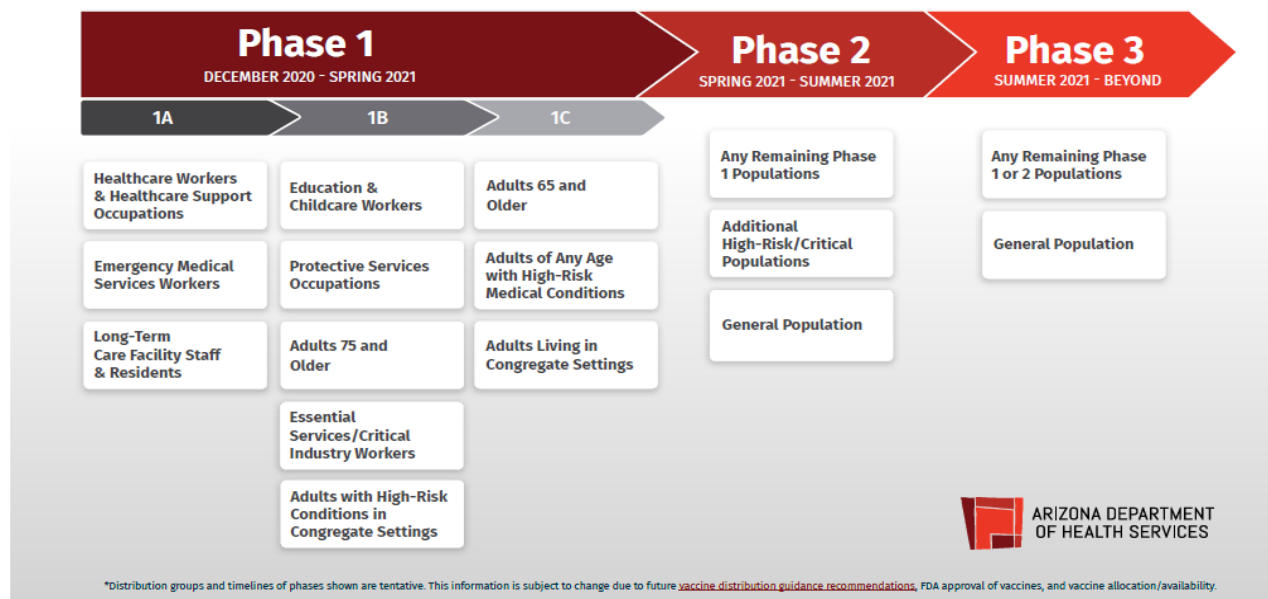 Phase 1
DECEMBER 2020 - SPRING 2021
Phase 2
SPRING 2021 - SUMMER 2021
Phase 3
SUMMER 2021 - BEYOND
1A
1B
1C
Healthcare Workers
& Healthcare Support
Occupations
Emergency Medical
Services Workers
Long-Term
Care Facility Staff
& Residents
Education &
Childcare Workers
Protective Services
Occupations
Adults 75 and
Older
Essential
Services/Critical
Industry Workers
Adults with High-Risk
Conditions in
Congregate Settings
Adults 65 and
Older
Adults of Any Age
with High-Risk
Medical Conditions
Adults Living in
Congregate Settings
Any Remaining Phase
1 Populations
Additional
High-Risk/Critical
Populations
General Population
Any Remaining Phase
1 or 2 Populations
General Population
ARIZONA DEPARTMENT
OF HEALTH SERVICES
*Distribution groups and timelines of phases shown are tentative. This information is subject to change due to future vaccine distribution guidance recommendations, FDA approval of vaccines, and vaccine allocation/availability.